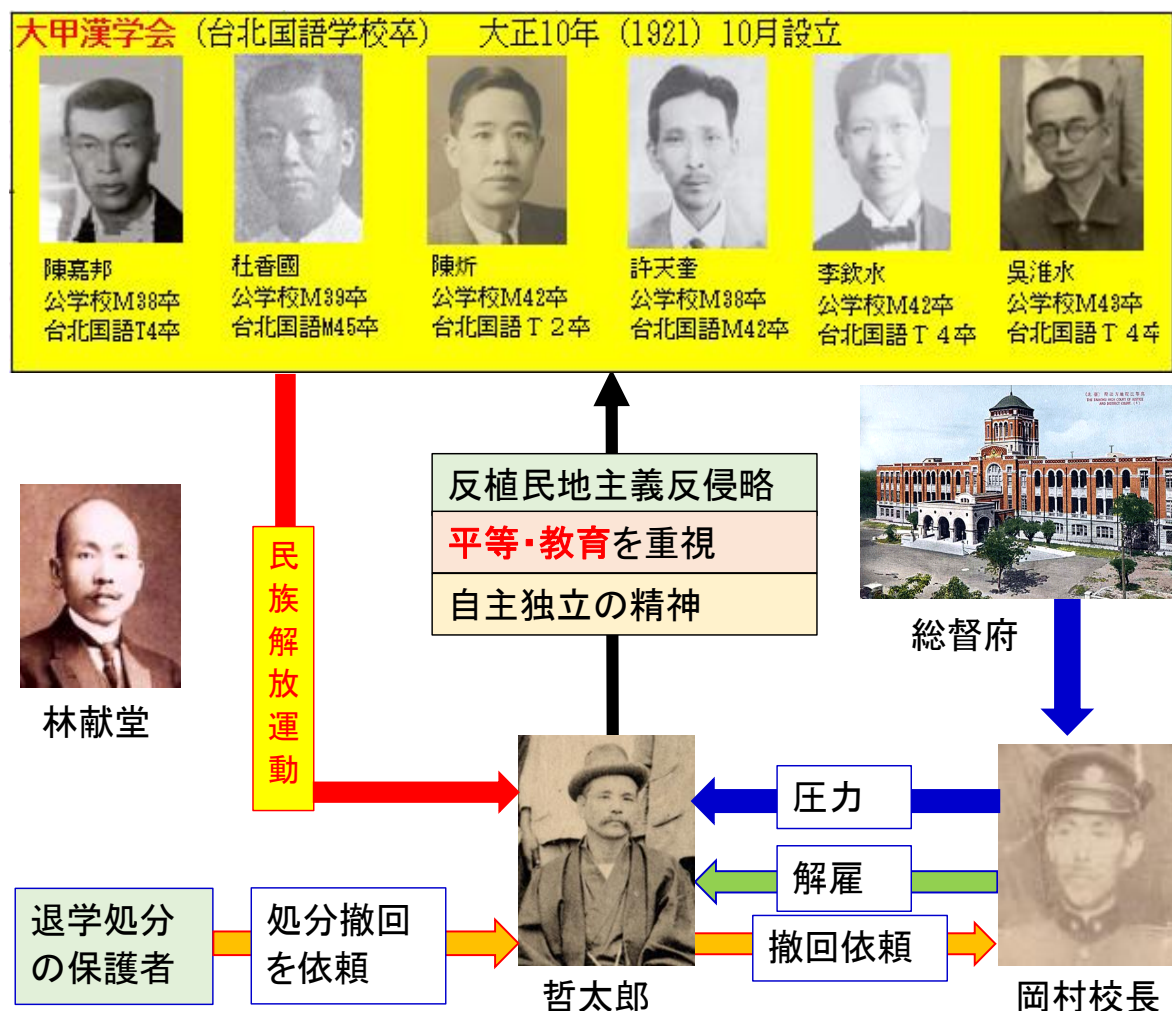 大甲漢学会（台北国語学校卒） 大正10年（1921）10月設立
陳嘉邦
公学校M38卒
台北国語T4卒
杜香國
公学校M39卒
台北国語M45卒
陳炘
公学校M42卒
台北国語Ｔ２卒
許天奎
公学校M38卒
台北国語M42卒
李欽水
公学校M42卒
台北国語Ｔ４卒
吳淮水
公学校M43卒
台北国語Ｔ４卒
反植民地主義反侵略
平等・教育を重視
自主独立の精神
民族解放運動
林献堂
総督府
圧力
解雇
撤回依頼
退学処分
の保護者
処分撤回
を依頼
哲太郎
岡村校長